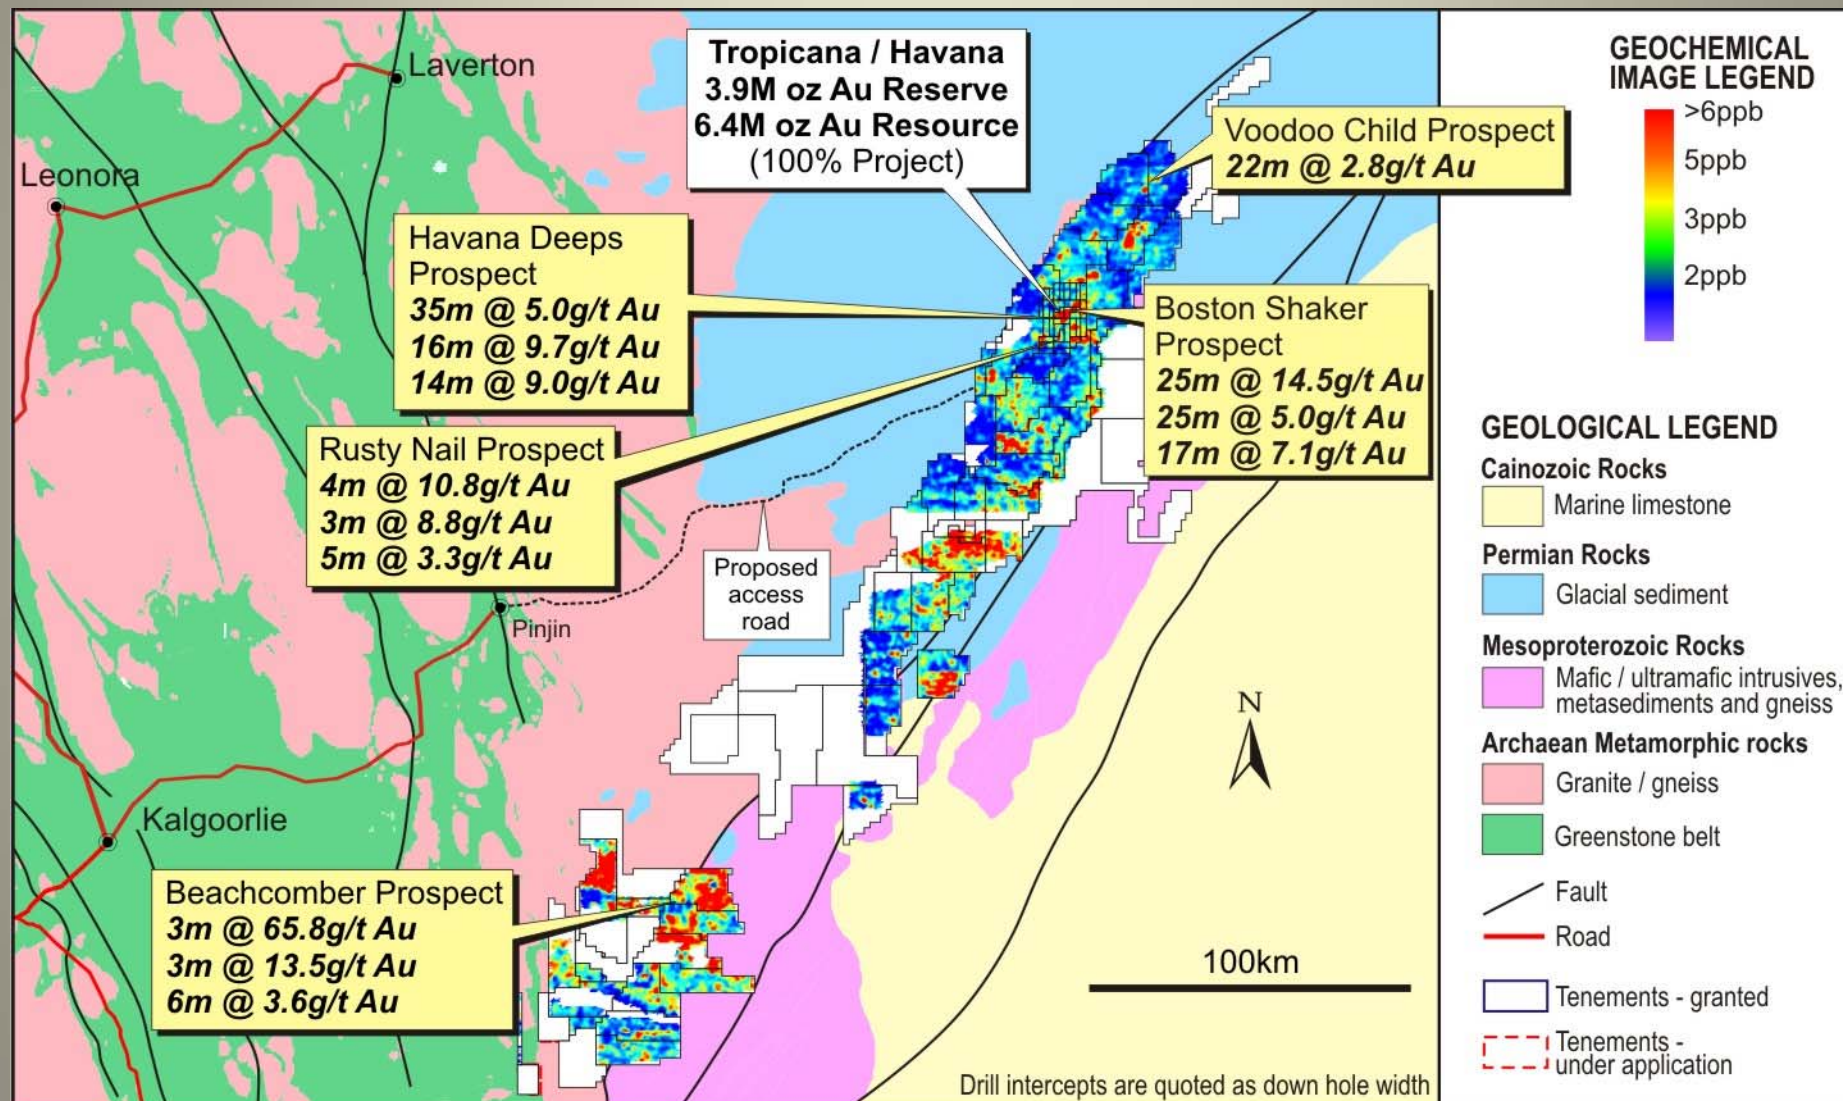 Laverton
Leonora
Tropicana / Havana
3.9M oz Au Reserve
6.4M oz Au Resource
(100% Project)
Voodoo Child Prospect
22m @ 2.8g/t Au
Havana Deeps
Prospect
35m @ 5.0g/t Au
16m @ 9.7g/t Au
14m @ 9.0g/t Au
Boston Shaker
Prospect
25m @ 14.5g/t Au
25m @ 5.0g/t Au
17m @ 7.1g/t Au
Rusty Nail Prospect
4m @ 10.8g/t Au
3m @ 8.8g/t Au
5m @ 3.3g/t Au
Proposed
access
road
Pinjin
Kalgoorlie
Beachcomber Prospect
3m @ 65.8g/t Au
3m @ 13.5g/t Au
6m @ 3.6g/t Au
N
100km
Drill intercepts are quoted as down hole width
GEOCHEMICAL
IMAGE LEGEND
>6ppb
5ppb
3ppb
2ppb
GEOLOGICAL LEGEND
Cainozoic Rocks
Marine limestone
Permian Rocks
Glacial sediment
Mesoproterozoic Rocks
Mafic / ultramafic intrusives,
metasediments and gneiss
Archaean Metamorphic rocks
Granite / gneiss
Greenstone belt
Fault
Road
Tenements - granted
Tenements -
under application